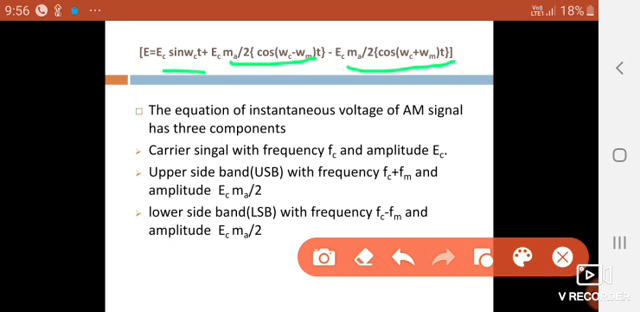 9:56
Vo)) LTE1 18%
[E=Ec sinwct+ Ec ma/2{ cos(wc-wm)t} - Ec ma/2{cos(wc+wm)t}]
The equation of instantaneous voltage of AM signal
has three components
Carrier singal with frequency fc and amplitude Ec.
Upper side band(USB) with frequency fc+fm and
amplitude Ec ma/2
lower side band(LSB) with frequency fc-fm and
amplitude Ec ma/2
V RECORDER